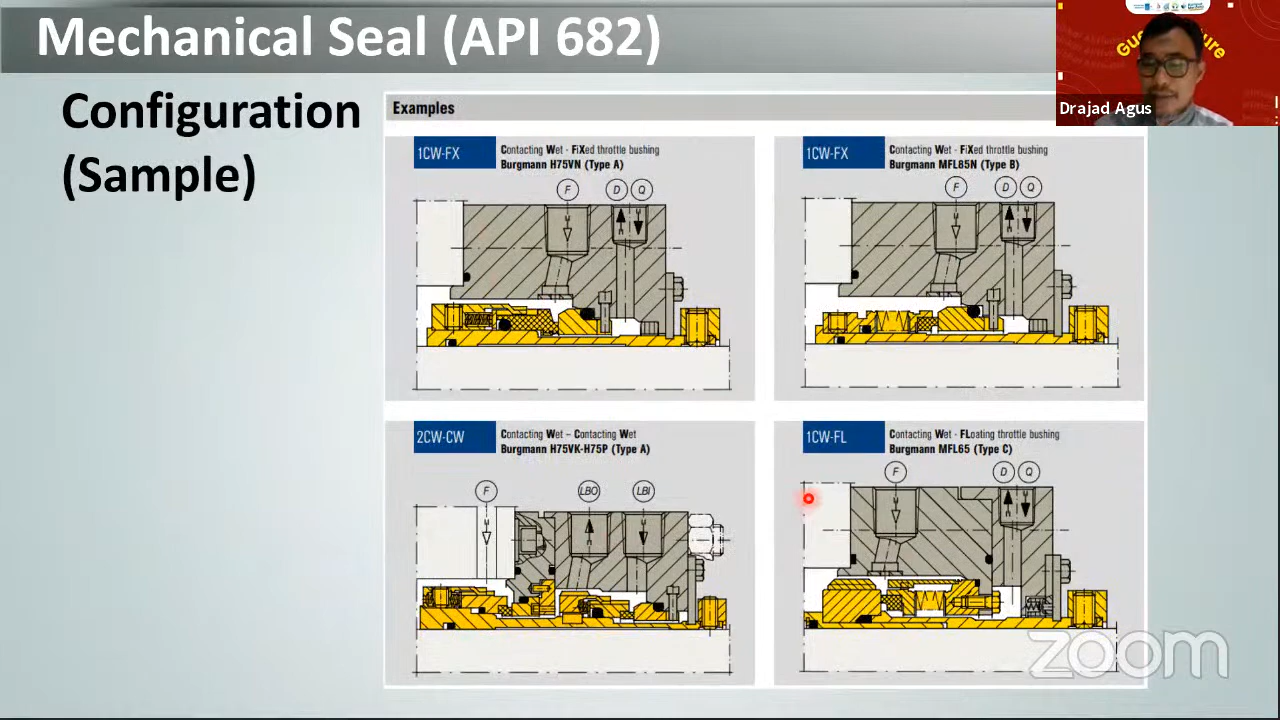 Mechanical Seal (API 682)
Configuration
(Sample)
Examples
1CW-FX
Contacting Wet - FiXed throttle bushing
Burgmann H75VN (Type A)
F
D
Q
1CW-FX
Contacting Wet - FiXed throttle bushing
Burgmann MFL85N (Type B)
F
D
Q
2CW-CW
Contacting Wet – Contacting Wet
Burgmann H75VK-H75P (Type A)
F
LBO
LBI
1CW-FL
Contacting Wet - FLoating throttle bushing
Burgmann MFL65 (Type C)
F
D
Q
Drajad Agus
zoom